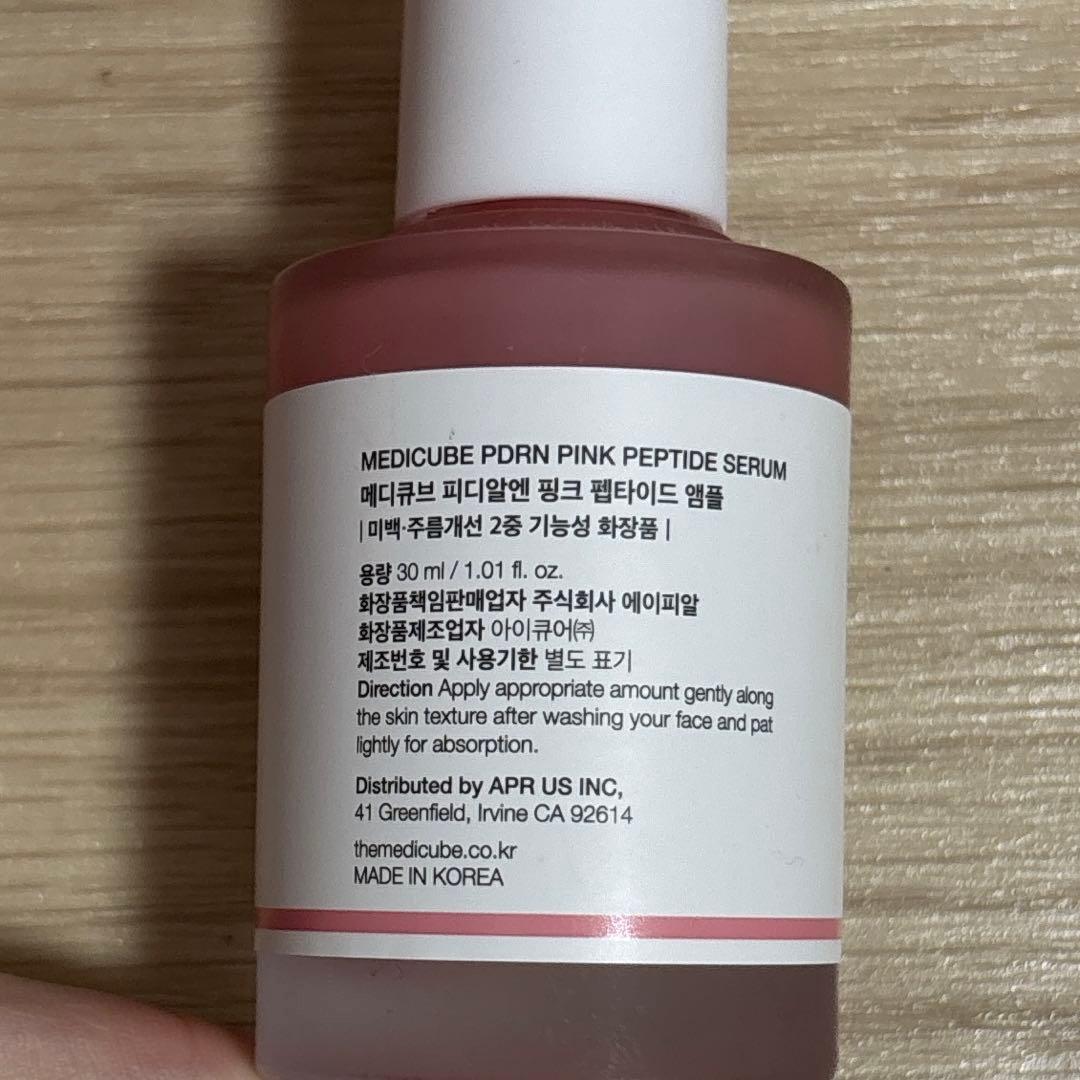 MEDICUBE PDRN PINK PEPTIDE SERUM
메디큐브 피디알엔 핑크 펩타이드 앰플
| 미백·주름개선 2중 기능성 화장품 |
용량 30 ml / 1.01 fl. oz.
화장품책임판매업자 주식회사 에이피알
화장품제조업자 아이큐어㈜
제조번호 및 사용기한 별도 표기
Direction Apply appropriate amount gently along
the skin texture after washing your face and pat
lightly for absorption.
Distributed by APR US INC,
41 Greenfield, Irvine CA 92614
themedicube.co.kr
MADE IN KOREA